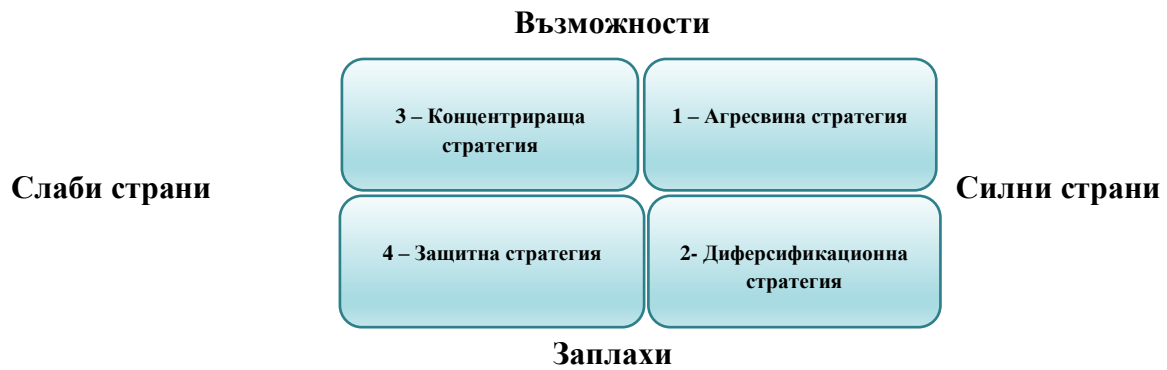 Възможности
3 – Концентрираща
стратегия
1 – Агресвина стратегия
Слаби страни
Силни страни
4 – Защитна стратегия
2- Диферсификационна
стратегия
Заплахи